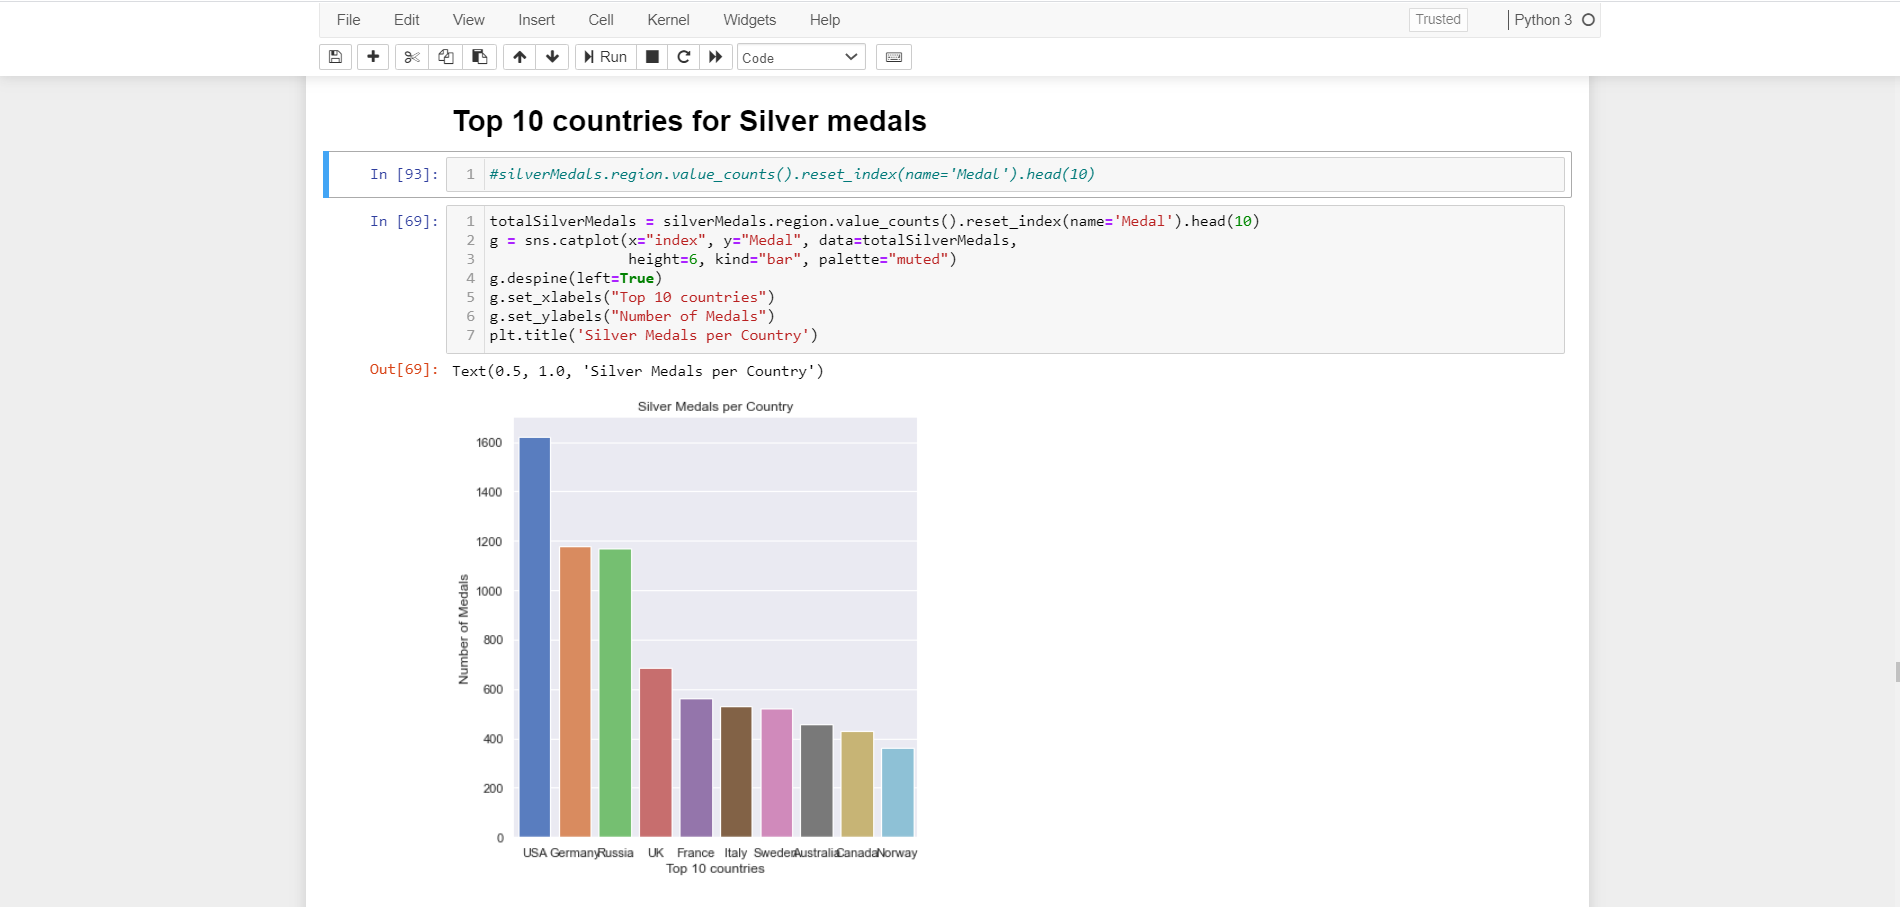 File Edit View Insert Cell Kernel Widgets Help Trusted Python 3
Run Code
Top 10 countries for Silver medals
In [93]: 1 #silverMedals.region.value_counts().reset_index(name='Medal').head(10)
In [69]: 1 totalSilverMedals = silverMedals.region.value_counts().reset_index(name='Medal').head(10)
2 g = sns.catplot(x="index", y="Medal", data=totalSilverMedals,
3 height=6, kind="bar", palette="muted")
4 g.despine(left=True)
5 g.set_xlabels("Top 10 countries")
6 g.set_ylabels("Number of Medals")
7 plt.title('Silver Medals per Country')
Out[69]: Text(0.5, 1.0, 'Silver Medals per Country')
Silver Medals per Country
Number of Medals
1600
1400
1200
1000
800
600
400
200
0
USA Germany Russia UK France Italy Sweden Australia Canada Norway
Top 10 countries